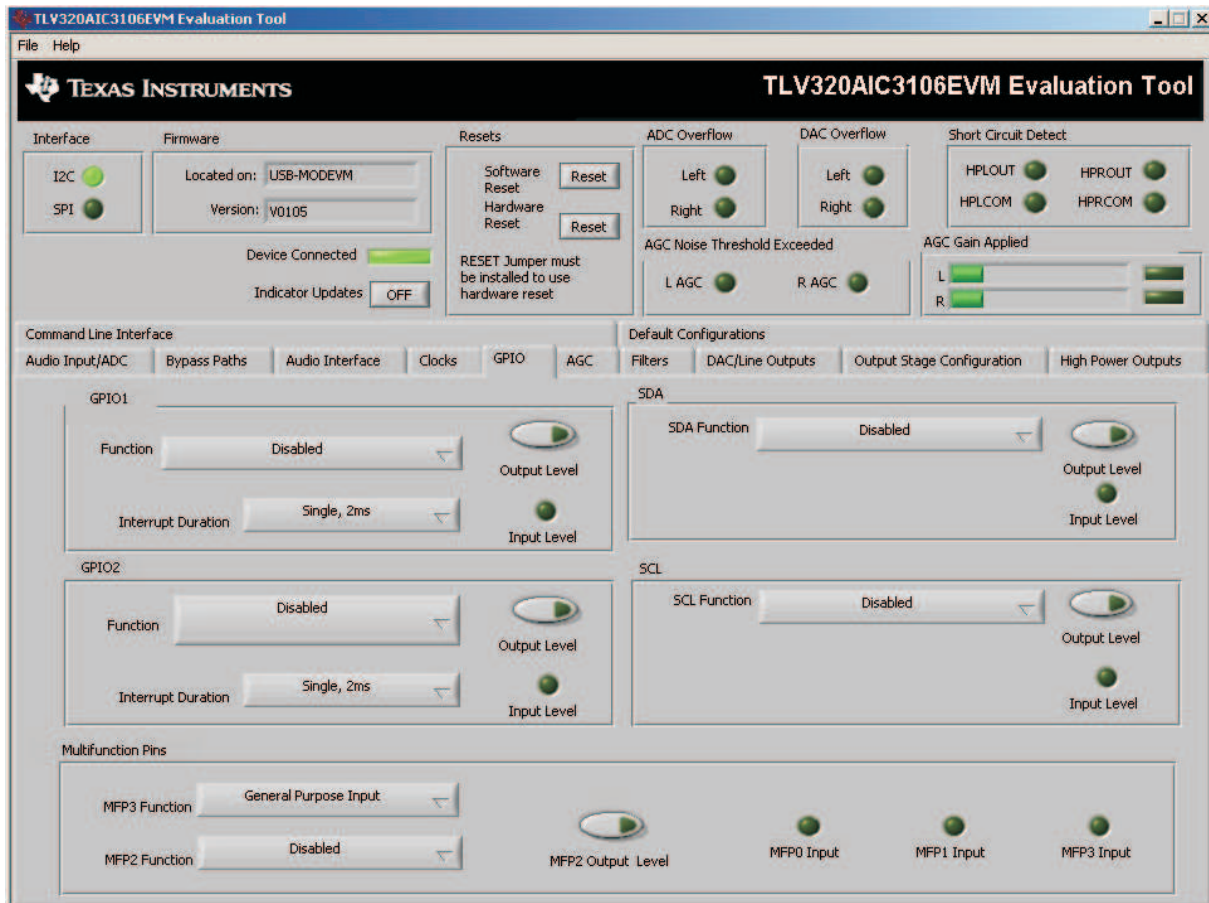 TLV320AIC3106EVM Evaluation Tool
File Help
TEXAS INSTRUMENTS
TLV320AIC3106EVM Evaluation Tool
Interface
I2C
SPI
Firmware
Located on: USB-MODEVM
Version: V0105
Device Connected
Indicator Updates OFF
Resets
Software
Reset
Reset
Hardware
Reset
Reset
RESET Jumper must
be installed to use
hardware reset
ADC Overflow
Left
Right
DAC Overflow
Left
Right
Short Circuit Detect
HPLOUT HPROUT
HPLCOM HPRCOM
AGC Noise Threshold Exceeded
L AGC R AGC
AGC Gain Applied
L
R
Command Line Interface Default Configurations
Audio Input/ADC Bypass Paths Audio Interface Clocks GPIO AGC Filters DAC/Line Outputs Output Stage Configuration High Power Outputs
GPIO1
Function Disabled
Output Level
Interrupt Duration Single, 2ms
Input Level
SDA
SDA Function Disabled
Output Level
Input Level
GPIO2
Function Disabled
Output Level
Interrupt Duration Single, 2ms
Input Level
SCL
SCL Function Disabled
Output Level
Input Level
Multifunction Pins
MFP3 Function General Purpose Input
MFP2 Function Disabled
MFP2 Output Level
MFP0 Input
MFP1 Input
MFP3 Input